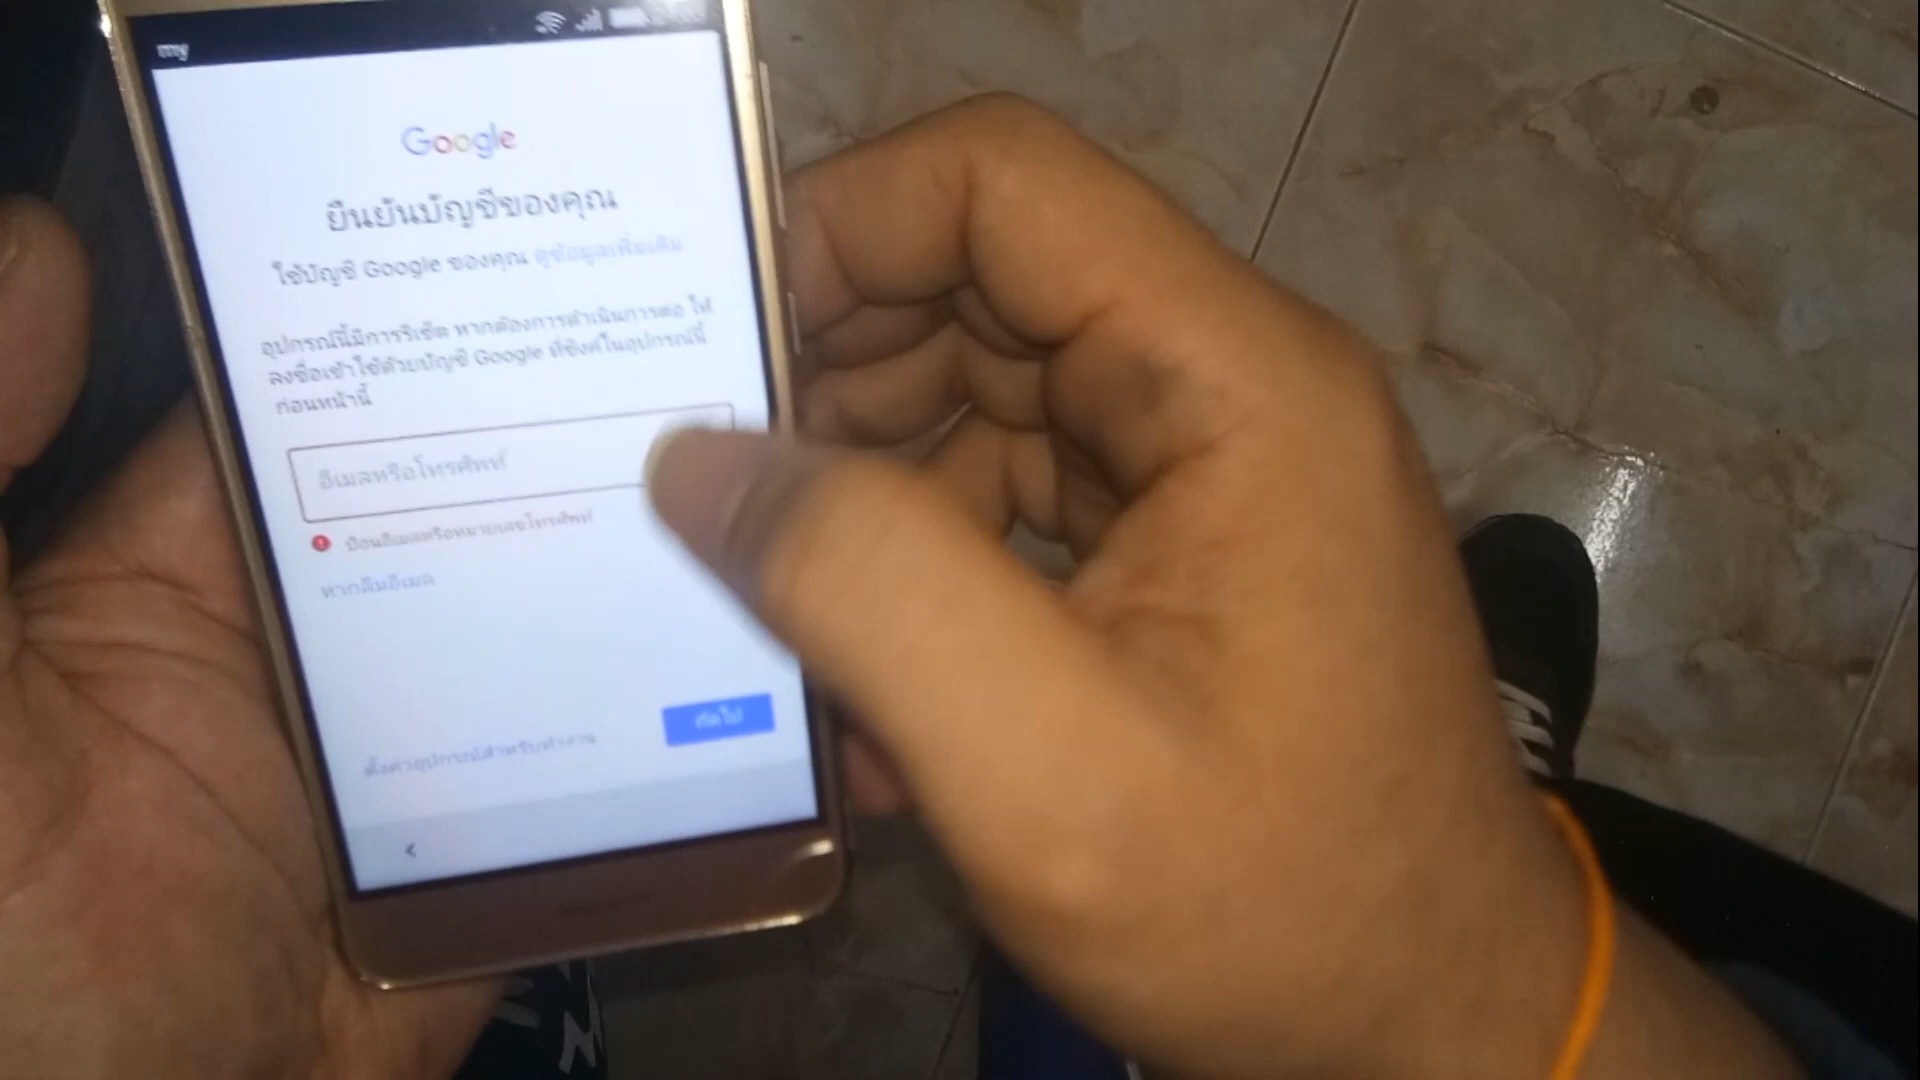 my
Google
ยืนยันบัญชีของคุณ
ใช้บัญชี Google ของคุณ ดูข้อมูลเพิ่มเติม
อุปกรณ์นี้มีการรีเซ็ต หากต้องการดำเนินการต่อ ให้
ลงชื่อเข้าใช้ด้วยบัญชี Google ที่ซิงค์ในอุปกรณ์นี้
ก่อนหน้านี้
อีเมลหรือโทรศัพท์
ป้อนอีเมลหรือหมายเลขโทรศัพท์
หากลืมอีเมล
ถัดไป
ตั้งค่าอุปกรณ์สำหรับทำงาน